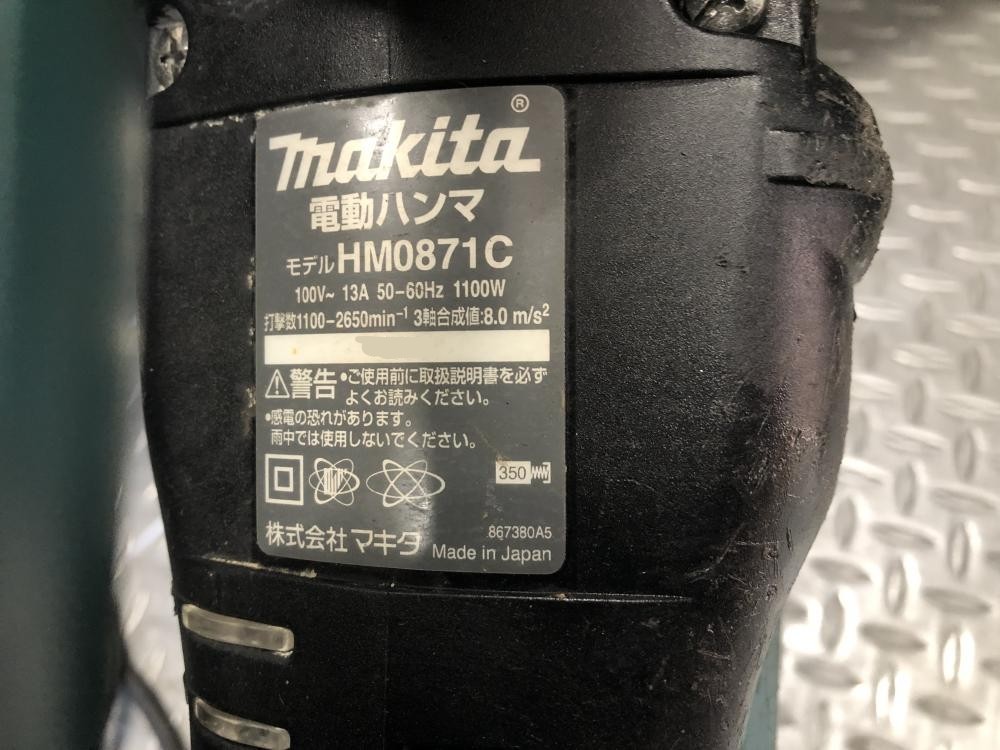 makita®
電動ハンマ
モデル HM0871C
100V~ 13A 50-60Hz 1100W
打撃数1100-2650min⁻¹ 3軸合成値:8.0 m/s²
⚠警告 •ご使用前に取扱説明書を必ず
よくお読みください。
•感電の恐れがあります。
雨中では使用しないでください。
350
株式会社 マキタ
867380A5
Made in Japan